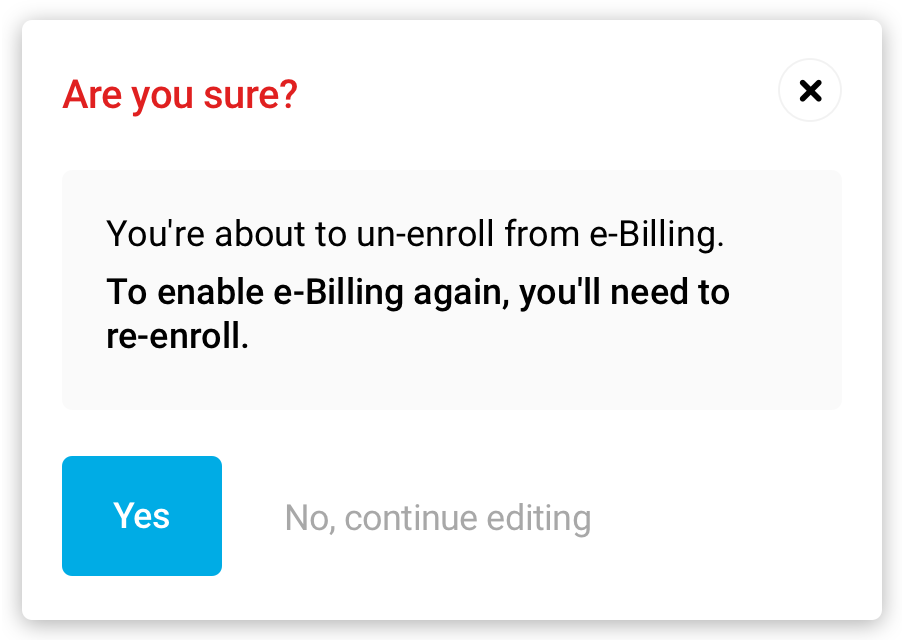 Are you sure?
You're about to un-enroll from e-Billing.
To enable e-Billing again, you'll need to
re-enroll.
Yes
No, continue editing